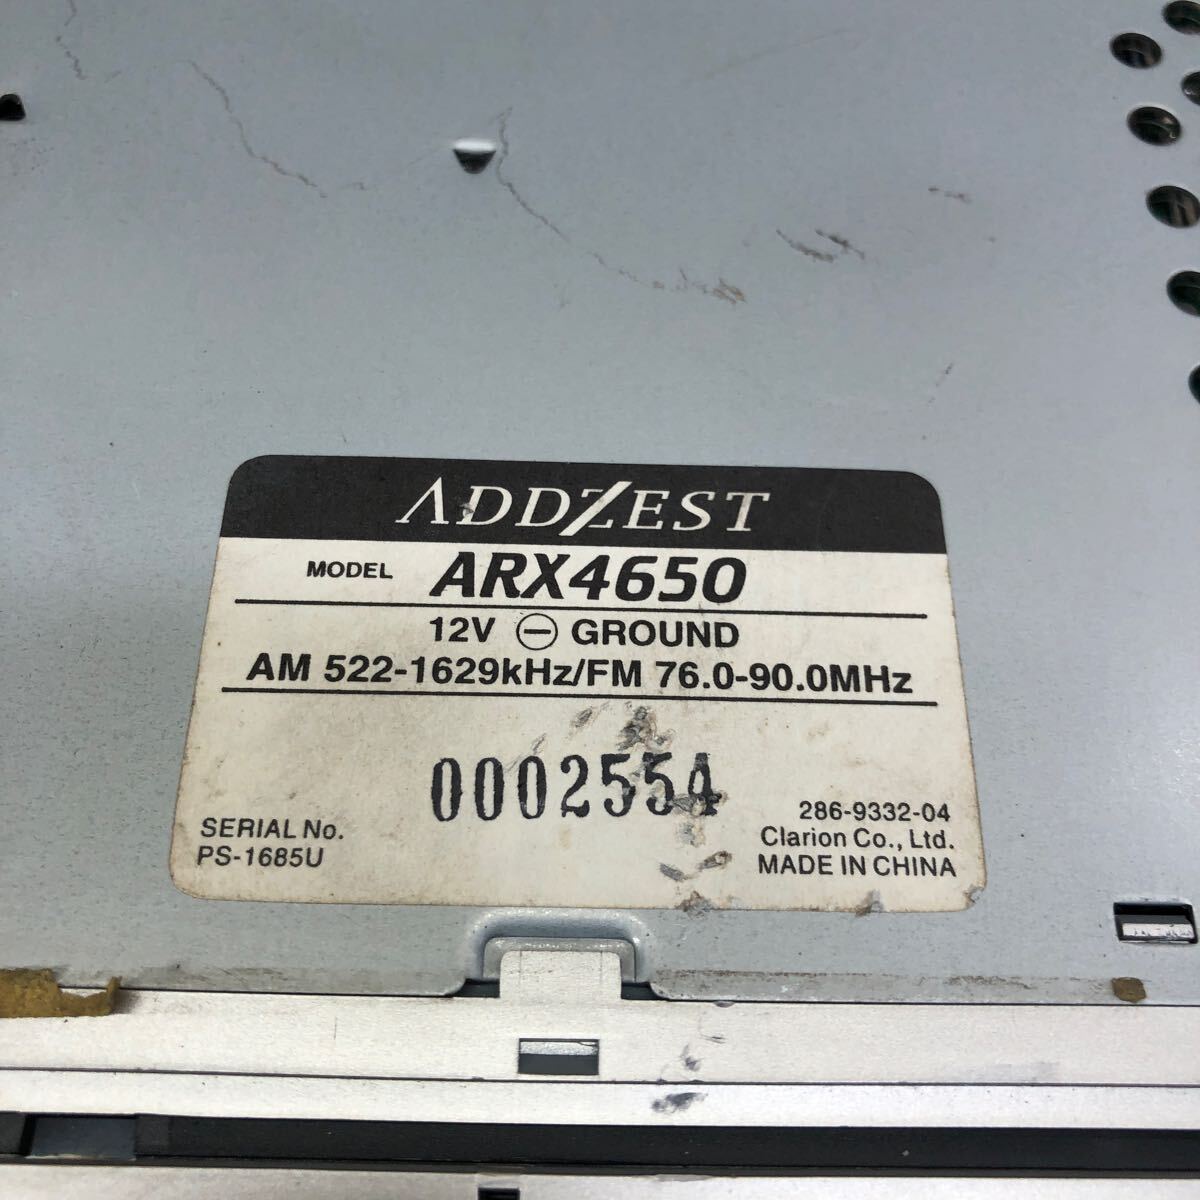 ADDZEST
MODEL ARX4650
12V ⊖ GROUND
AM 522-1629kHz/FM 76.0-90.0MHz
0002554
SERIAL No.
PS-1685U
286-9332-04
Clarion Co., Ltd.
MADE IN CHINA